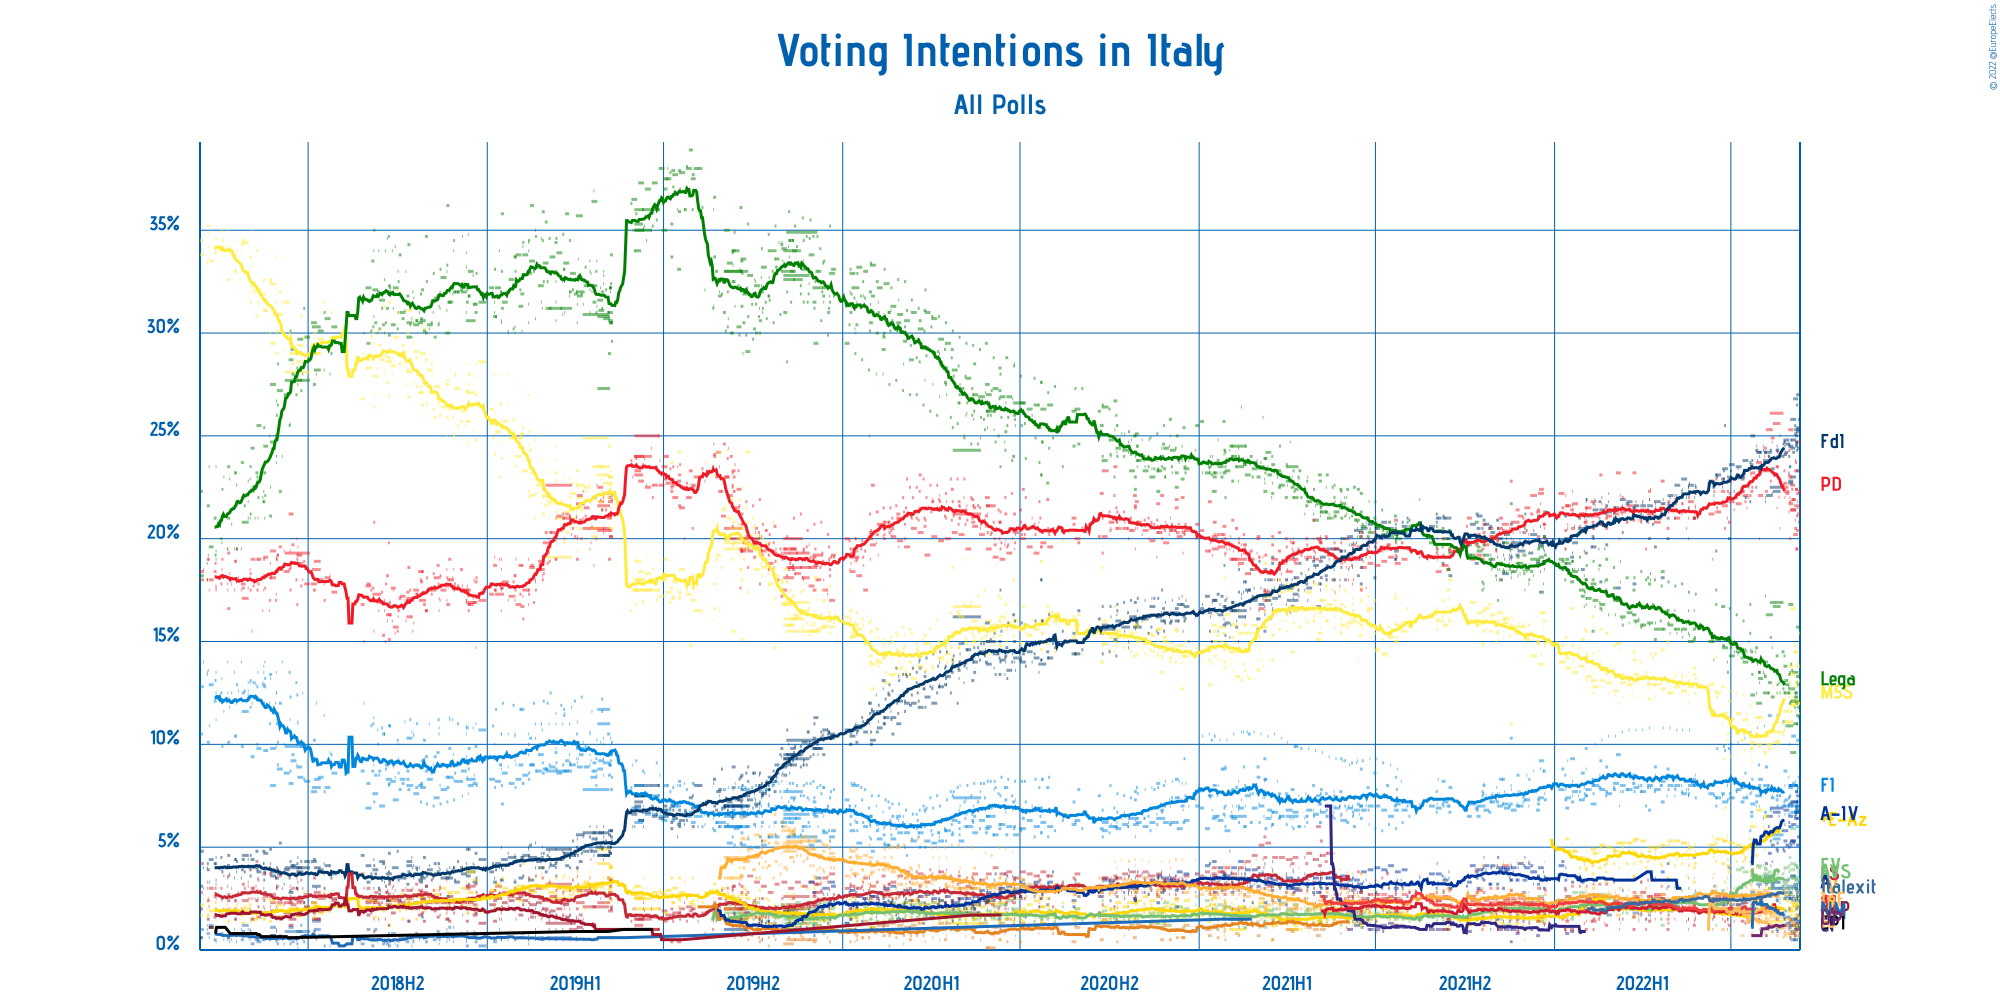 Voting Intentions in Italy
All Polls
© 2022 @EuropeElects
35%
30%
25%
20%
15%
10%
5%
0%
FdI
PD
Lega
M5S
FI
A-IV
+E-Az
Italexit
2018H2
2019H1
2019H2
2020H1
2020H2
2021H1
2021H2
2022H1